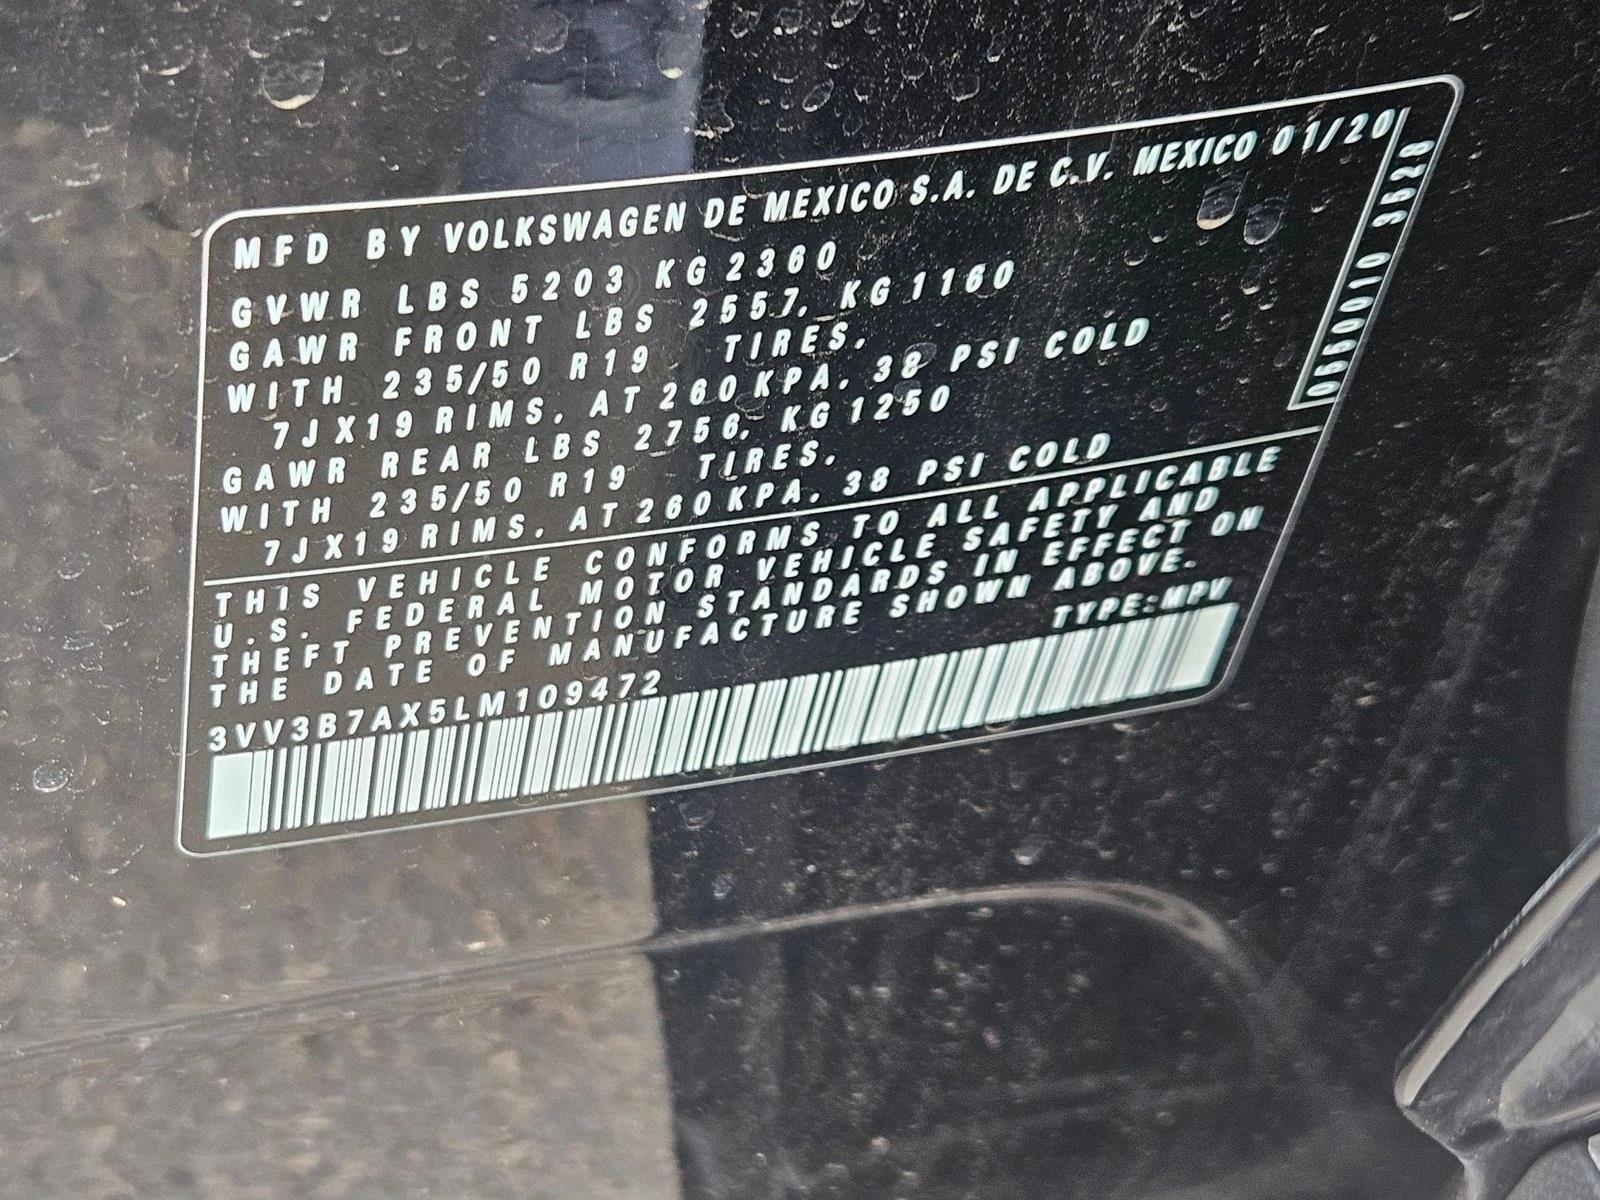 MFD BY VOLKSWAGEN DE MEXICO S.A. DE C.V. MEXICO 01/20
GVWR LBS 5203 KG 2360
GAWR FRONT LBS 2557, KG 1160
WITH 235/50 R19 TIRES,
7JX19 RIMS, AT 260 KPA, 38 PSI COLD
GAWR REAR LBS 2756, KG 1250
WITH 235/50 R19 TIRES,
7JX19 RIMS, AT 260 KPA, 38 PSI COLD
THIS VEHICLE CONFORMS TO ALL APPLICABLE
U.S. FEDERAL MOTOR VEHICLE SAFETY AND
THEFT PREVENTION STANDARDS IN EFFECT ON
THE DATE OF MANUFACTURE SHOWN ABOVE.
3VV3B7AX5LM109472
TYPE:MPV